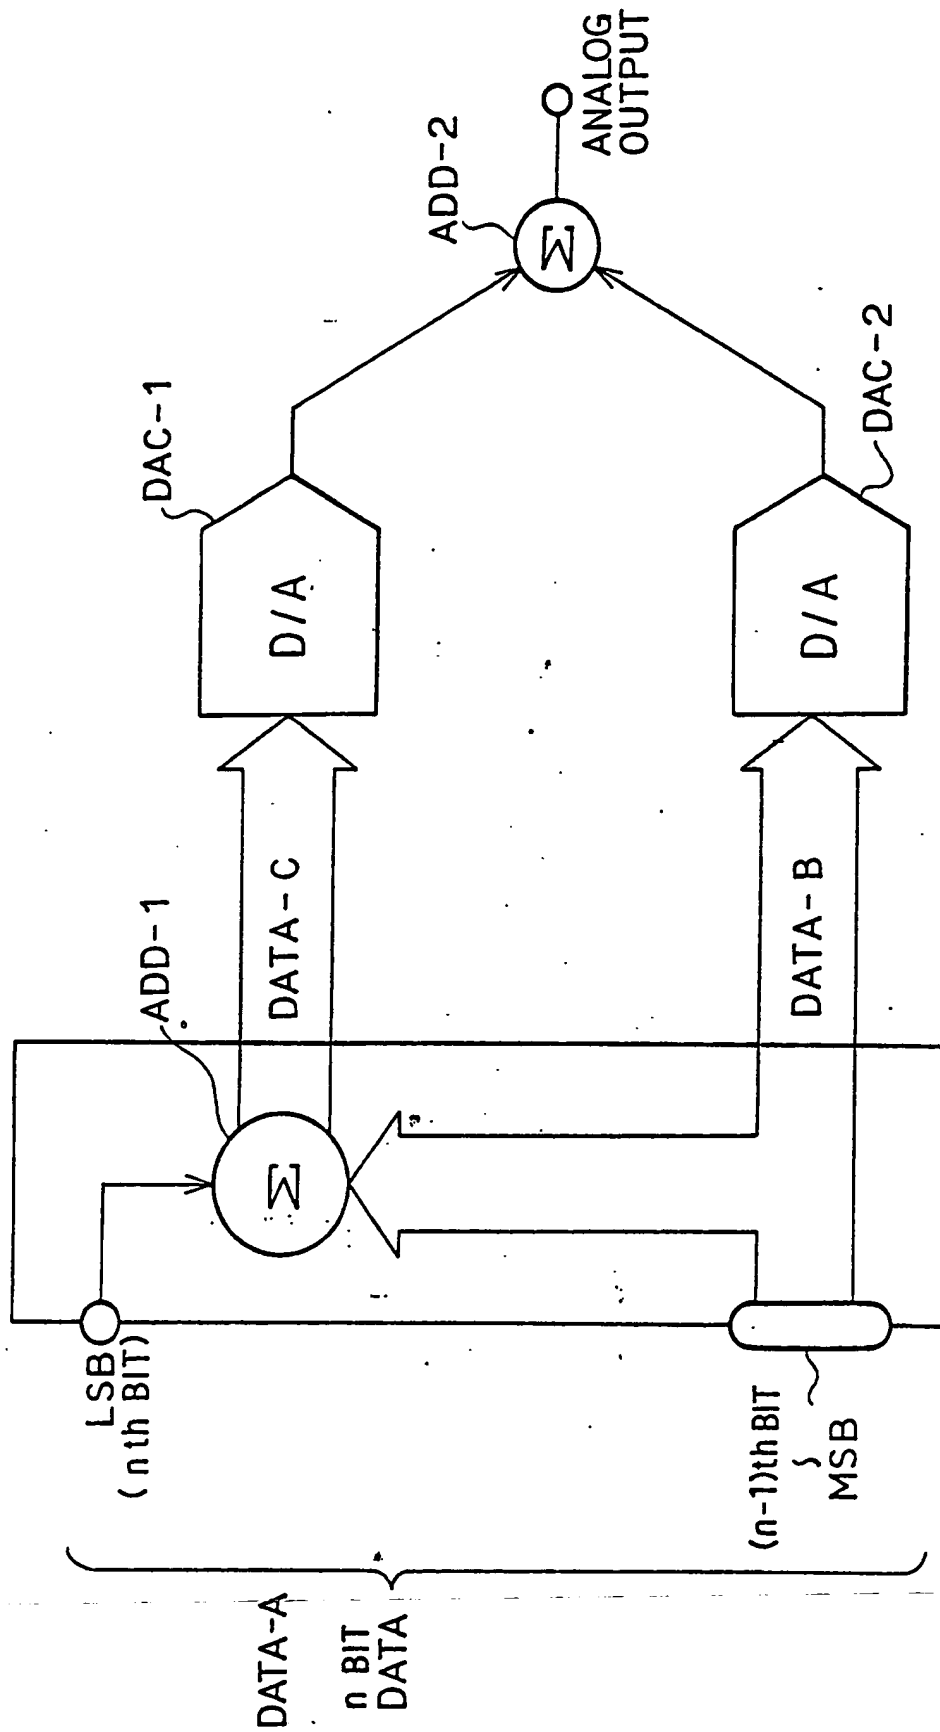 DATA-A
n BIT
DATA
LSB
(nth BIT)
(n-1)th BIT
MSB
ADD-1
Σ
DATA-C
DATA-B
DAC-1
D/A
D/A
DAC-2
ADD-2
Σ
ANALOG
OUTPUT